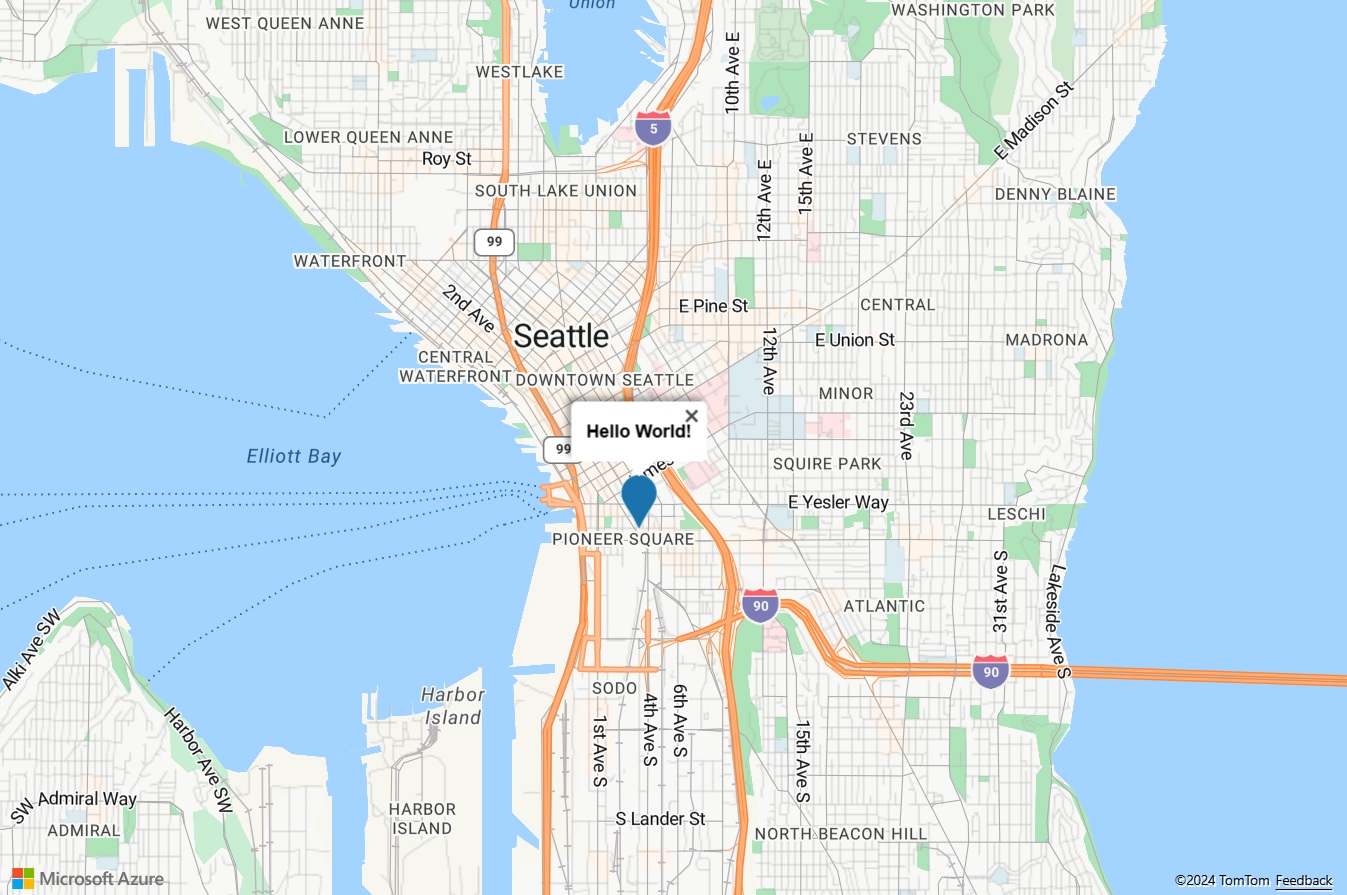 Union
WASHINGTON PARK
WEST QUEEN ANNE
10th Ave E
WESTLAKE
E Madison St
5
LOWER QUEEN ANNE
STEVENS
Roy St
15th Ave E
SOUTH LAKE UNION
12th Ave E
DENNY BLAINE
99
WATERFRONT
2nd Ave
E Pine St
CENTRAL
Seattle
E Union St
MADRONA
CENTRAL
WATERFRONT
12th Ave
DOWNTOWN SEATTLE
MINOR
23rd Ave
Hello World!
99
Elliott Bay
SQUIRE PARK
E Yesler Way
LESCHI
PIONEER SQUARE
31st Ave S
Lakeside Ave S
90
ATLANTIC
Alki Ave SW
90
Harbor
Island
SODO
4th Ave S
6th Ave S
1st Ave S
15th Ave S
Harbor Ave SW
SW Admiral Way
ADMIRAL
HARBOR
ISLAND
S Lander St
NORTH BEACON HILL
Microsoft Azure
©2024 TomTom Feedback